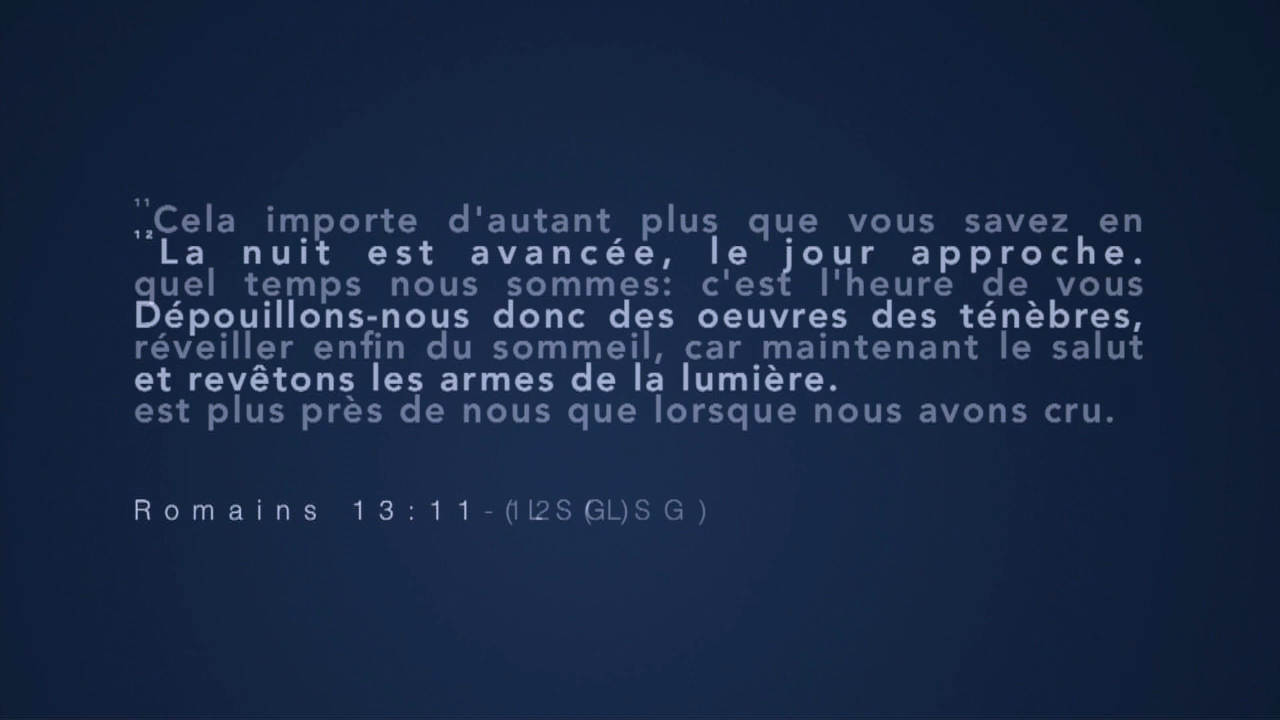 ¹¹Cela importe d'autant plus que vous savez en
¹²La nuit est avancée, le jour approche.
quel temps nous sommes: c'est l'heure de vous
Dépouillons-nous donc des oeuvres des ténèbres,
réveiller enfin du sommeil, car maintenant le salut
et revêtons les armes de la lumière.
est plus près de nous que lorsque nous avons cru.
Romains 13:11-12 (LSG)